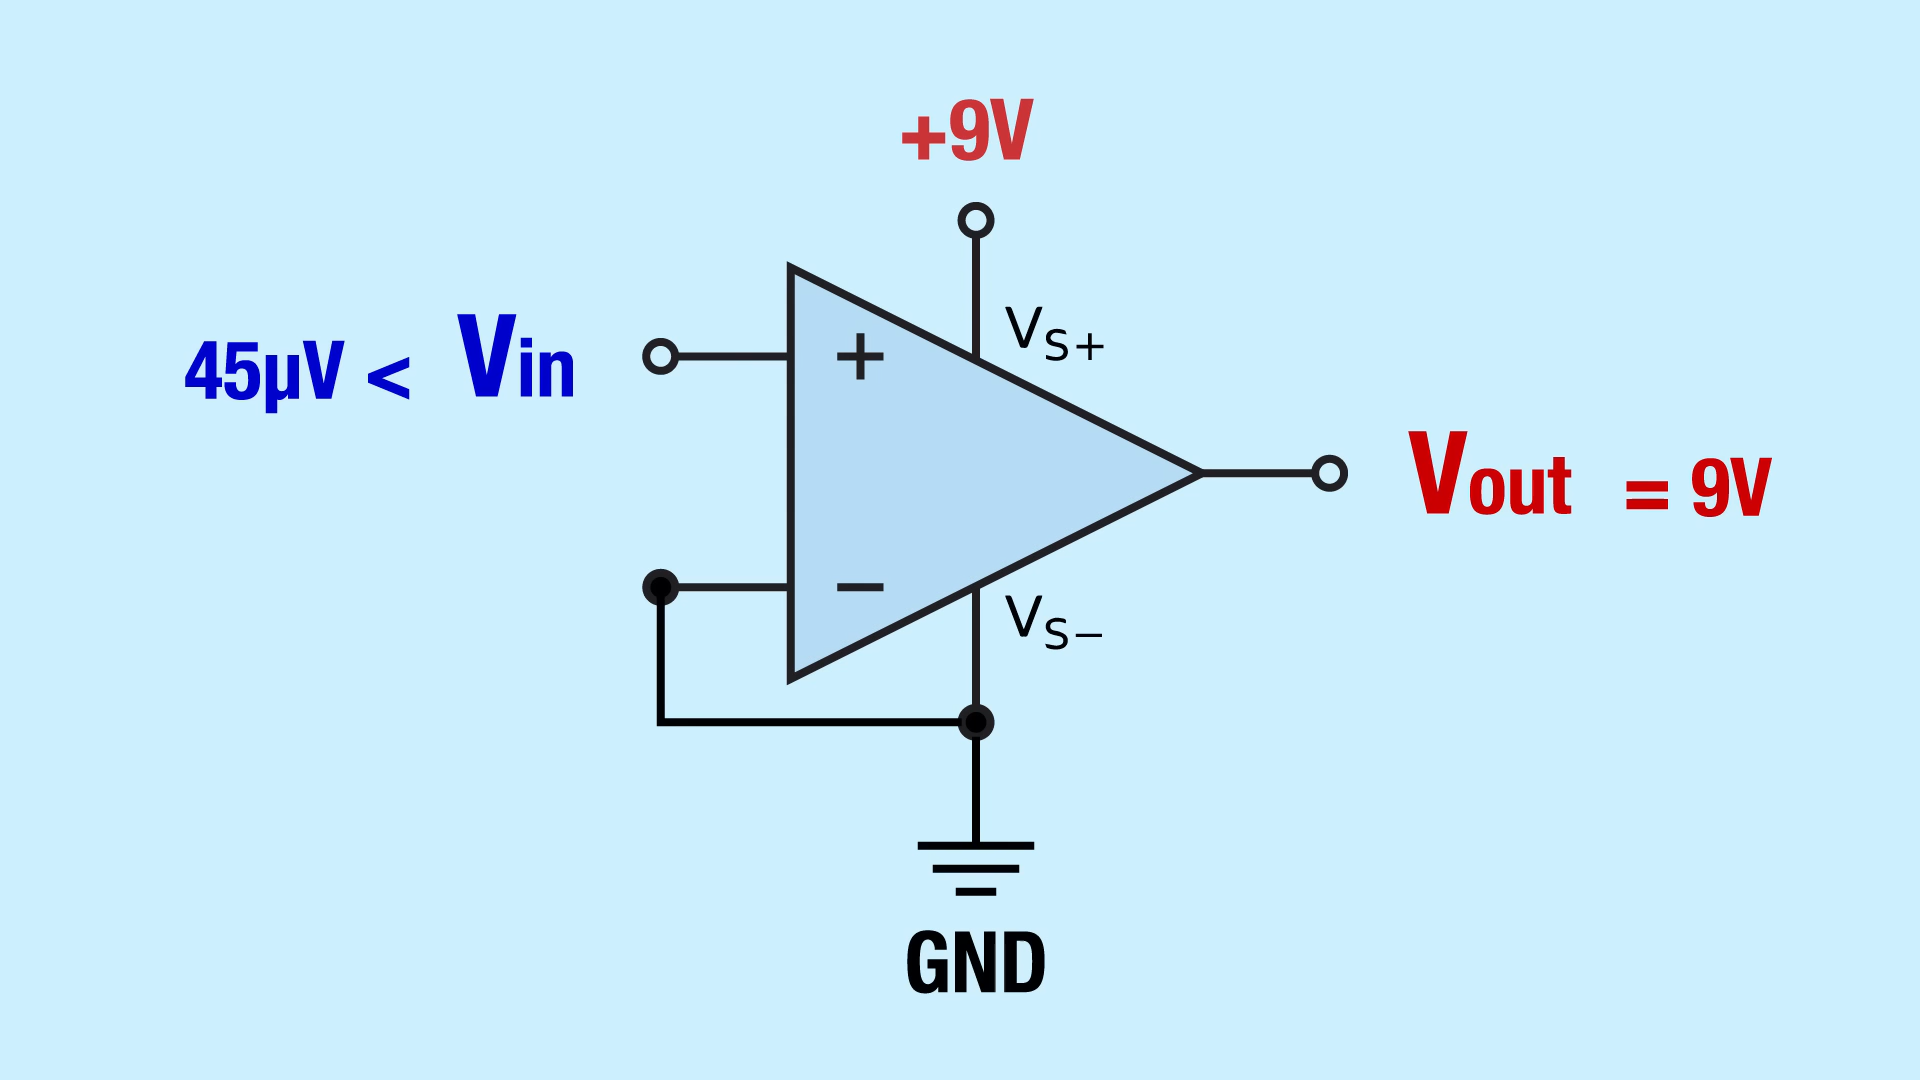 +9V
VS+
45µV < Vin
+
Vout = 9V
−
VS−
GND